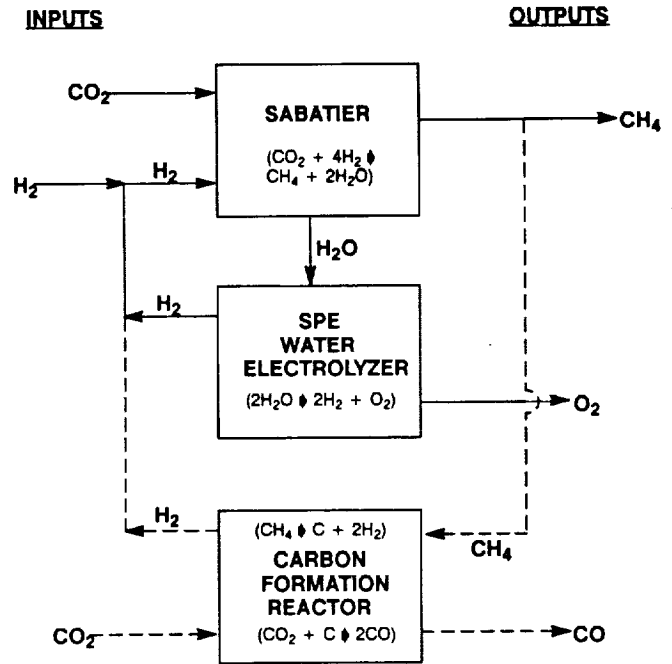 INPUTS
OUTPUTS
CO₂
SABATIER
(CO₂ + 4H₂ ➧
CH₄ + 2H₂O)
CH₄
H₂
H₂
H₂O
H₂
SPE
WATER
ELECTROLYZER
(2H₂O ➧ 2H₂ + O₂)
O₂
H₂
(CH₄ ➧ C + 2H₂)
CH₄
CARBON
FORMATION
REACTOR
(CO₂ + C ➧ 2CO)
CO₂
CO